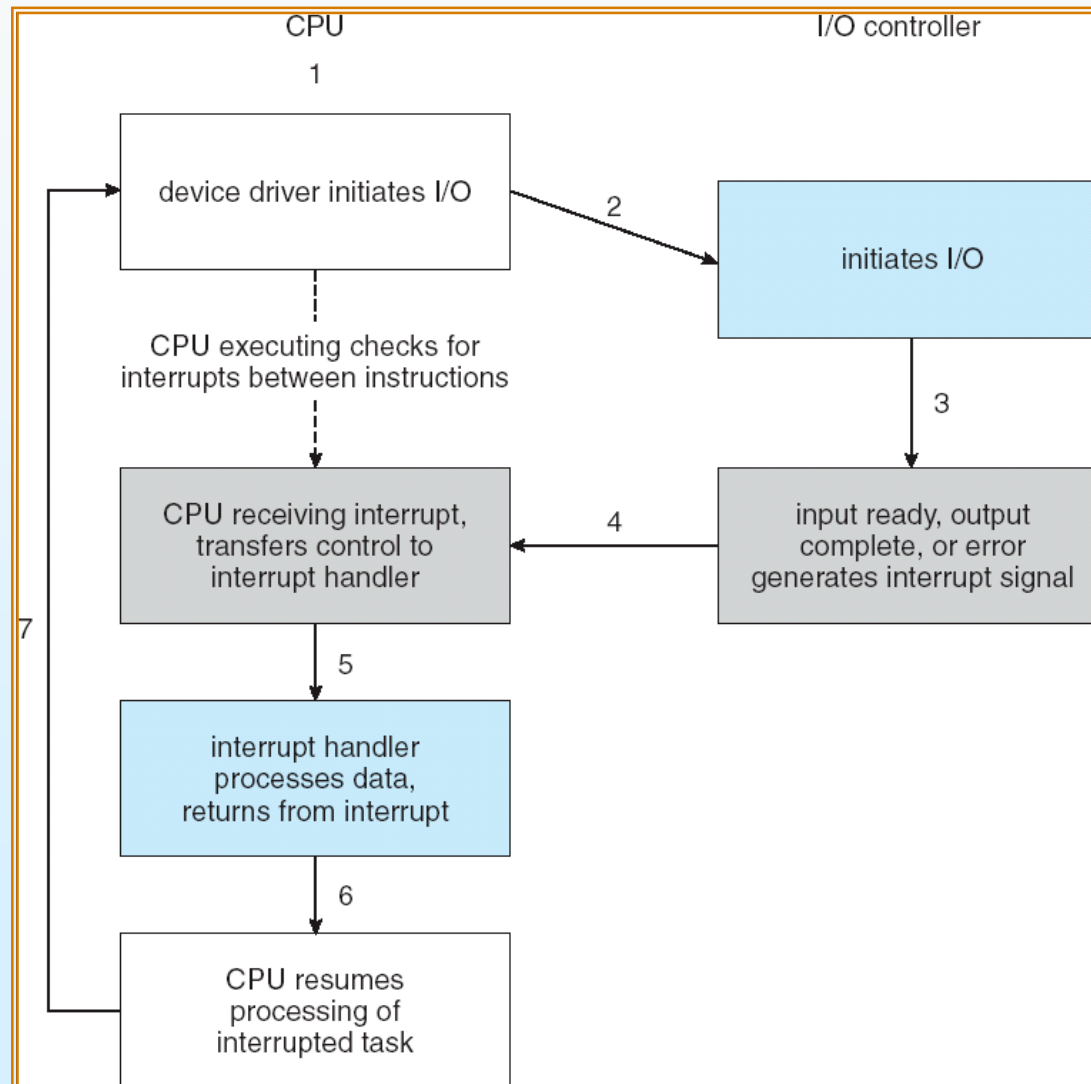 CPU
I/O controller
1
device driver initiates I/O
2
initiates I/O
CPU executing checks for
interrupts between instructions
3
CPU receiving interrupt,
transfers control to
interrupt handler
4
input ready, output
complete, or error
generates interrupt signal
7
5
interrupt handler
processes data,
returns from interrupt
6
CPU resumes
processing of
interrupted task